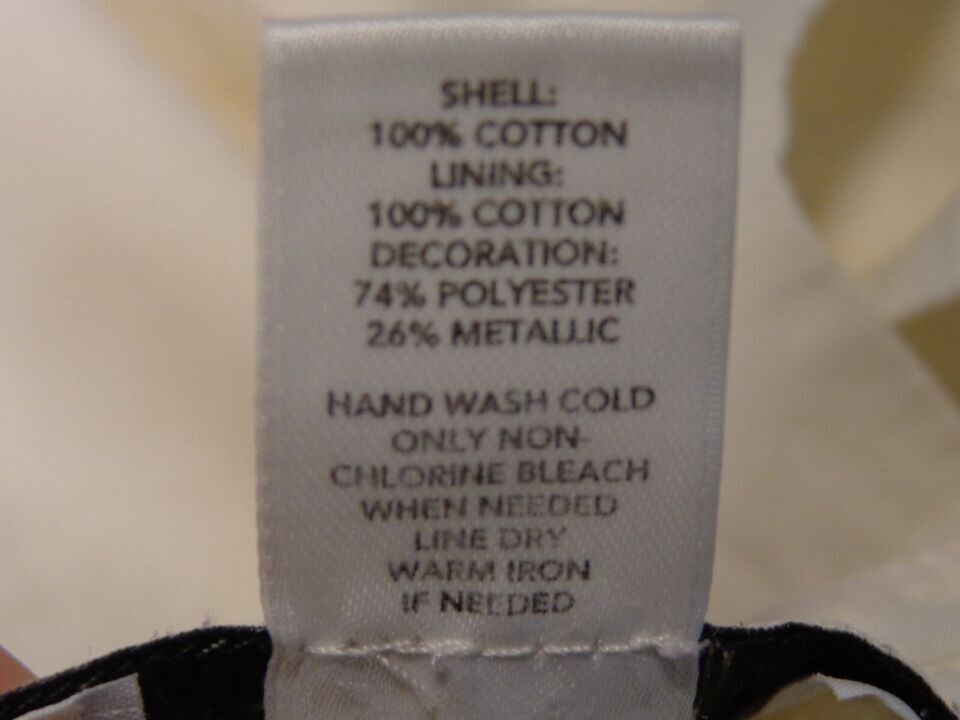 SHELL:
100% COTTON
LINING:
100% COTTON
DECORATION:
74% POLYESTER
26% METALLIC
HAND WASH COLD
ONLY NON-
CHLORINE BLEACH
WHEN NEEDED
LINE DRY
WARM IRON
IF NEEDED